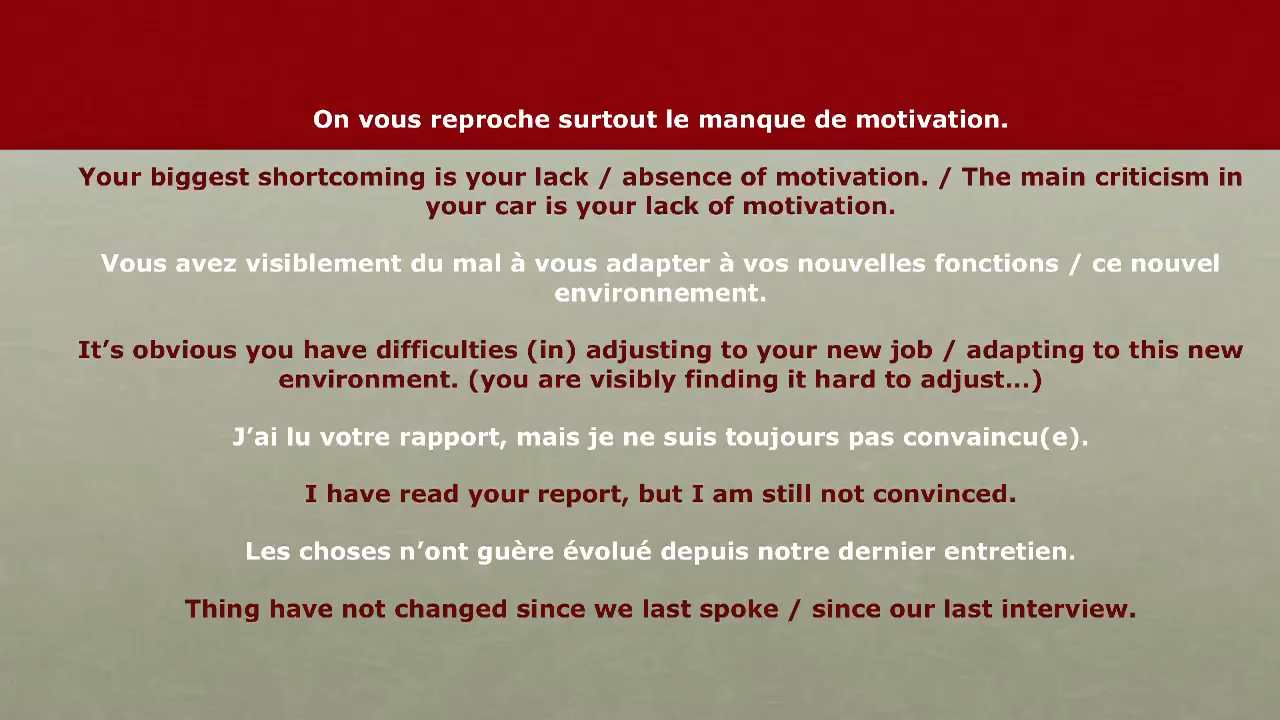 On vous reproche surtout le manque de motivation.
Your biggest shortcoming is your lack / absence of motivation. / The main criticism in
your car is your lack of motivation.
Vous avez visiblement du mal à vous adapter à vos nouvelles fonctions / ce nouvel
environnement.
It’s obvious you have difficulties (in) adjusting to your new job / adapting to this new
environment. (you are visibly finding it hard to adjust...)
J’ai lu votre rapport, mais je ne suis toujours pas convaincu(e).
I have read your report, but I am still not convinced.
Les choses n’ont guère évolué depuis notre dernier entretien.
Thing have not changed since we last spoke / since our last interview.